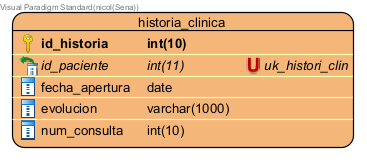 Visual Paradigm Standard(nicol(Sena))
historia_clinica
id_historia int(10)
id_paciente int(11) U uk_histori_clin
fecha_apertura date
evolucion varchar(1000)
num_consulta int(10)